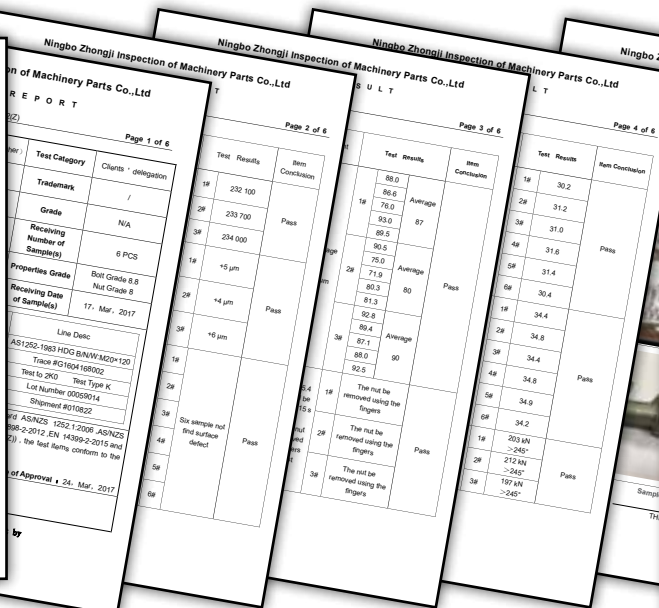 on of Machinery Parts Co.,Ltd
R E P O R T
2(Z)
Page 1 of 6
her)
Test Category
Clients ' delegation
Trademark
/
Grade
N/A
Receiving
Number of
Sample(s)
6 PCS
Properties Grade
Bolt Grade 8.8
Nut Grade 8
Receiving Date
of Sample(s)
17, Mar, 2017
Line Desc
AS1252-1983 HDG B/N/W:M20×120
Trace #G1604168002
Test to 2K0 Test Type K
Lot Number 00059014
Shipment #010822
rd AS/NZS 1252.1:2006 ,AS/NZS
898-2-2012 ,EN 14399-2-2015 and
Z)) , the test items conform to the
of Approval : 24, Mar, 2017
by
Ningbo Zhongji Inspection of Machinery Parts Co.,Ltd
T
Page 2 of 6
Test Results
Item
Conclusion
1# 232 100
2# 233 700
3# 234 000
Pass
1# +5 μm
2# +4 μm
3# +6 μm
Pass
1#
2#
3#
4#
5#
6#
Six sample not
find surface
defect
Pass
Ningbo Zhongji Inspection of Machinery Parts Co.,Ltd
S U L T
Page 3 of 6
Test Results
Item
Conclusion
1#
88.0
86.6
76.0
93.0
89.5
Average
87
2#
90.5
75.0
71.9
80.3
81.3
Average
80
3#
92.8
89.4
87.1
88.0
92.5
Average
90
Pass
1#
The nut be
removed using the
fingers
2#
The nut be
removed using the
fingers
3#
The nut be
removed using the
fingers
Pass
Ningbo Zhongji Inspection of Machinery Parts Co.,Ltd
L T
Page 4 of 6
Test Results
Item Conclusion
1# 30.2
2# 31.2
3# 31.0
4# 31.6
5# 31.4
6# 30.4
Pass
1# 34.4
2# 34.8
3# 34.4
4# 34.8
5# 34.9
6# 34.2
Pass
1#
203 kN
>245°
2#
212 kN
>245°
3#
197 kN
>245°
Pass
Ningbo Z
Sampl
TH